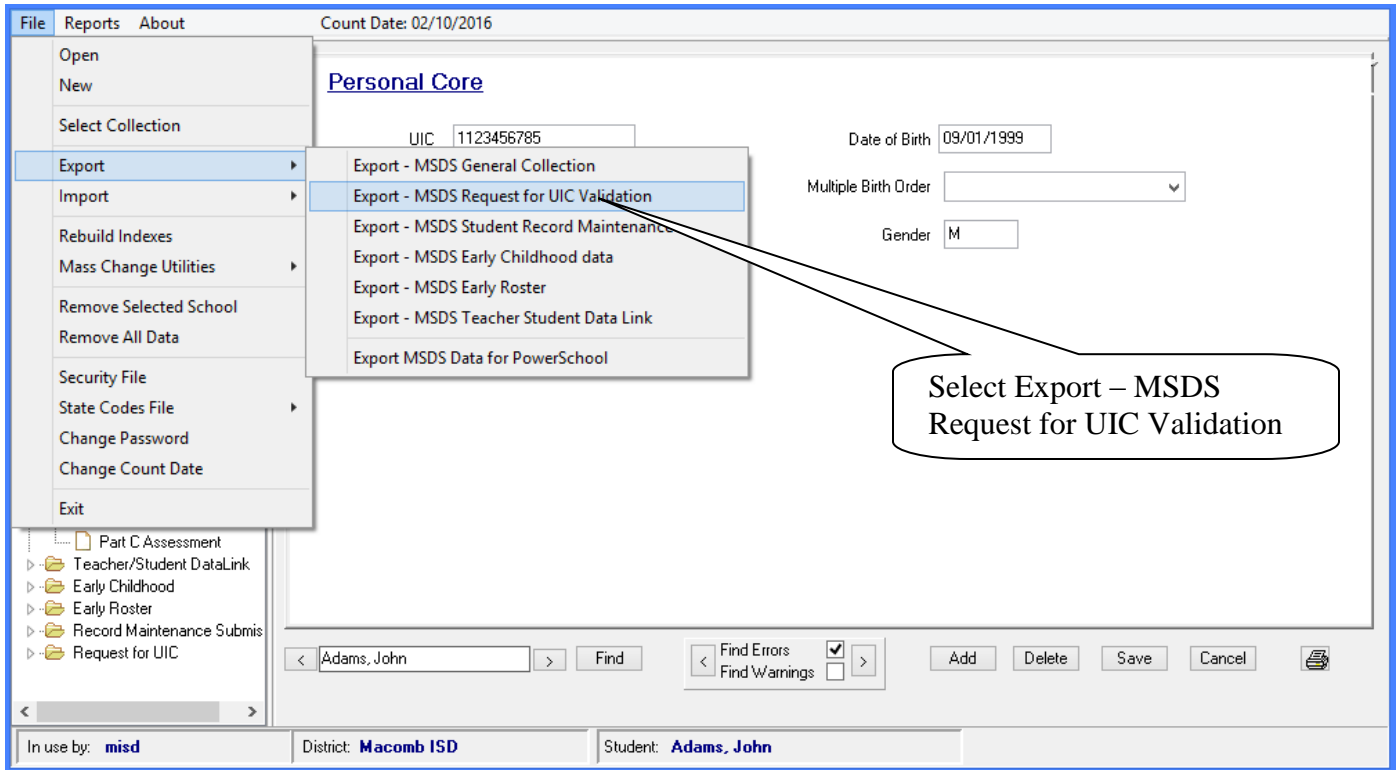 File Reports About Count Date: 02/10/2016
Open
New
Select Collection
Export
Import
Rebuild Indexes
Mass Change Utilities
Remove Selected School
Remove All Data
Security File
State Codes File
Change Password
Change Count Date
Exit
Export - MSDS General Collection
Export - MSDS Request for UIC Validation
Export - MSDS Student Record Maintenance
Export - MSDS Early Childhood data
Export - MSDS Early Roster
Export - MSDS Teacher Student Data Link
Export MSDS Data for PowerSchool
Personal Core
UIC 1123456785 Date of Birth 09/01/1999
Multiple Birth Order
Gender M
Select Export – MSDS
Request for UIC Validation
Part C Assessment
Teacher/Student DataLink
Early Childhood
Early Roster
Record Maintenance Submis
Request for UIC
< Adams, John > Find < Find Errors > Add Delete Save Cancel
Find Warnings
< >
In use by: misd District: Macomb ISD Student: Adams, John